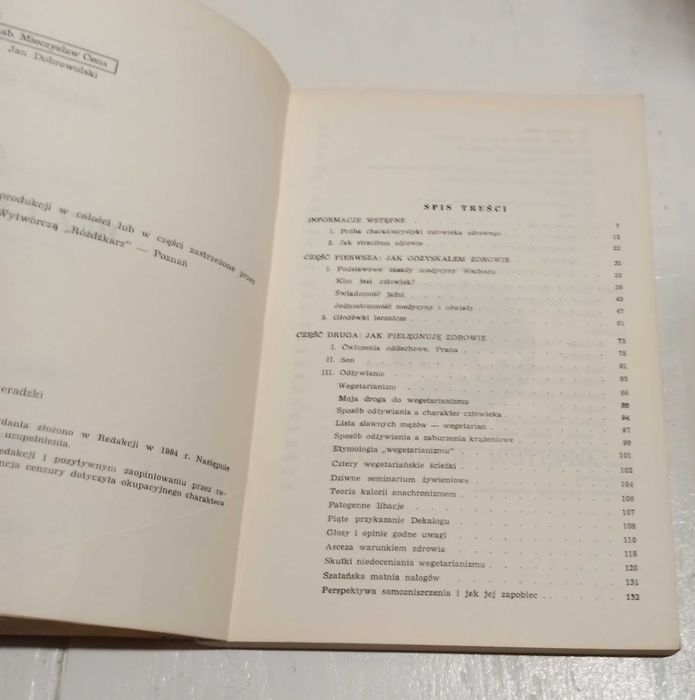 ab. Mieczysław Cena
Jan Dobrowolski
produkcji w całości lub w części zastrzeżone przez
Wytwórczą „Różdżkarz” — Poznań
eradzki
dania złożono w Redakcji w 1984 r. Następnie
uzupełnienia.
edakcji i pozytywnym zaopiniowaniu przez re-
ncja cenzury dotyczyła okupacyjnego charakteru
SPIS TREŚCI
INFORMACJE WSTĘPNE 7
1. Próba charakterystyki człowieka zdrowego 13
2. Jak straciłem zdrowie 23
CZĘŚĆ PIERWSZA: JAK ODZYSKAŁEM ZDROWIE 31
1. Podstawowe zasady medycyny Wschodu 33
Kim jest człowiek? 39
Świadomość jaźni 43
Jednostronność medycyny i oświaty 47
2. Głodówki lecznicze 61
CZĘŚĆ DRUGA: JAK PIELĘGNUJĘ ZDROWIE 73
I. Ćwiczenia oddechowe. Prana 75
II. Sen 81
III. Odżywianie 85
Wegetarianizm 86
Moja droga do wegetarianizmu 88
Sposób odżywiania a charakter człowieka 94
Lista sławnych mężów — wegetarian 97
Sposób odżywiania a zaburzenia krążeniowe 99
Etymologia „wegetarianizmu” 101
Cztery wegetariańskie ścieżki 102
Dziwne seminarium żywieniowe 104
Teoria kalorii anachronizmem 106
Patogenne libacje 107
Piąte przykazanie Dekalogu 108
Głosy i opinie godne uwagi 110
Asceza warunkiem zdrowia 118
Skutki niedoceniania wegetarianizmu 120
Szatańska matnia nałogów 131
Perspektywa samozniszczenia i jak jej zapobiec 132